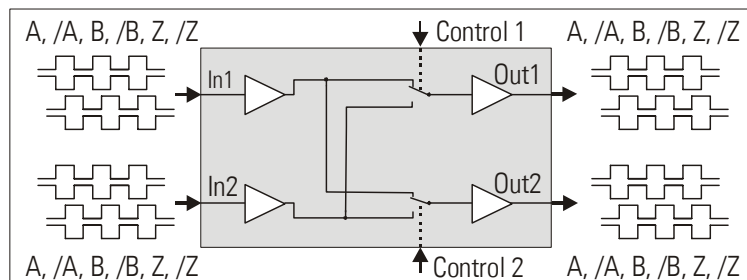 A, /A, B, /B, Z, /Z
Control 1
A, /A, B, /B, Z, /Z
In1
Out1
In2
Out2
A, /A, B, /B, Z, /Z
Control 2
A, /A, B, /B, Z, /Z